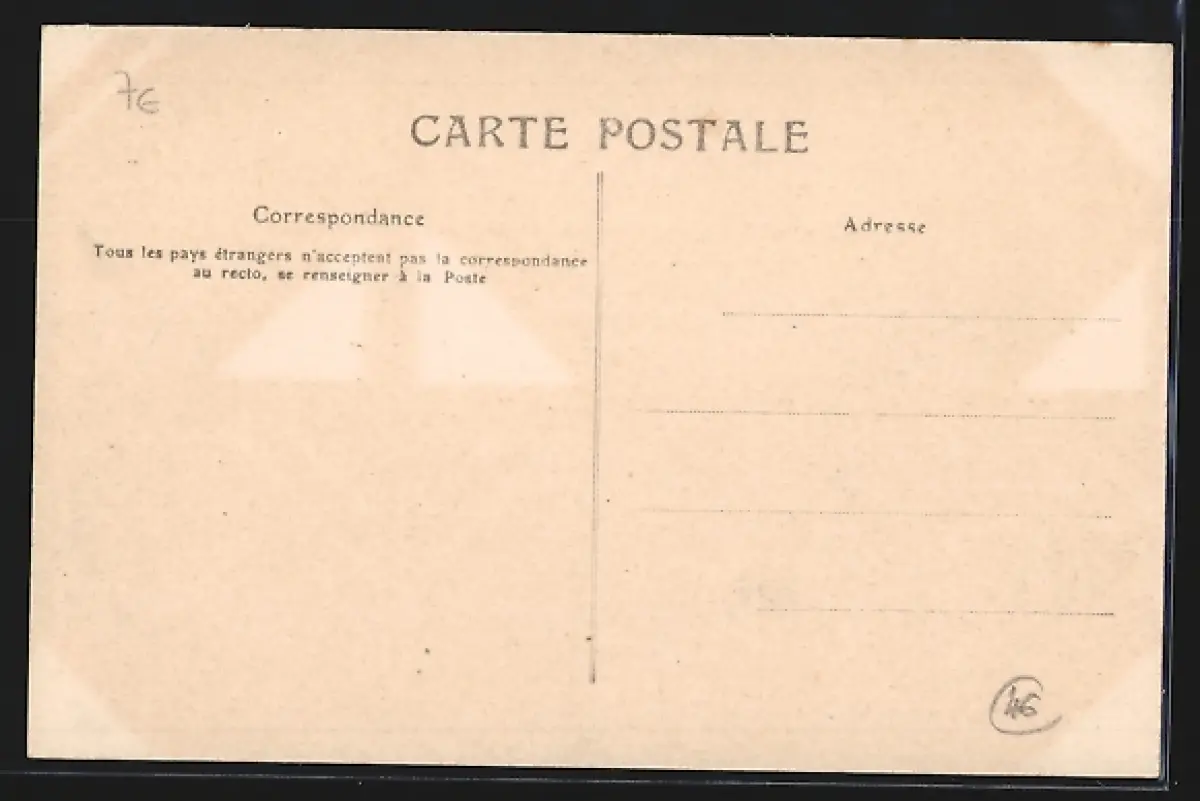 7€
CARTE POSTALE
Correspondance
Tous les pays étrangers n'acceptent pas la correspondance
au recto, se renseigner à la Poste
Adresse
46